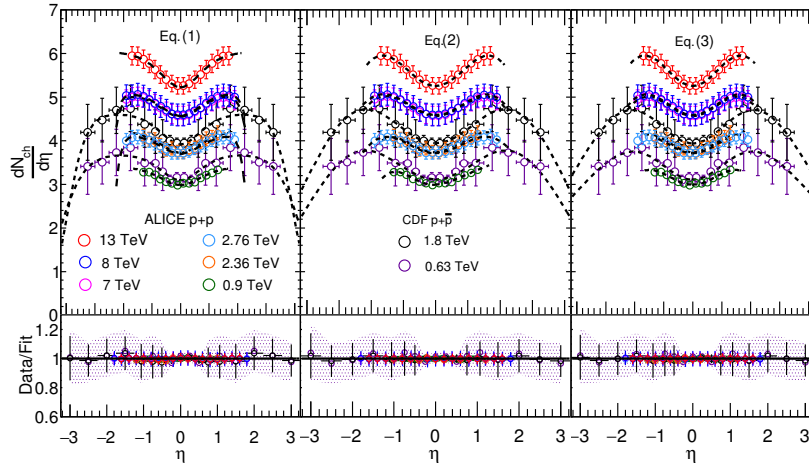 Eq.(1) Eq.(2) Eq.(3)
7
6
5
4
3
2
1
0
dN_ch
dη
ALICE p+p
13 TeV 2.76 TeV
8 TeV 2.36 TeV
7 TeV 0.9 TeV
CDF p+p̅
1.8 TeV
0.63 TeV
1.2
1
0.8
0.6
Data/Fit
−3 −2 −1 0 1 2 3 −3 −2 −1 0 1 2 3 −3 −2 −1 0 1 2 3
η η η